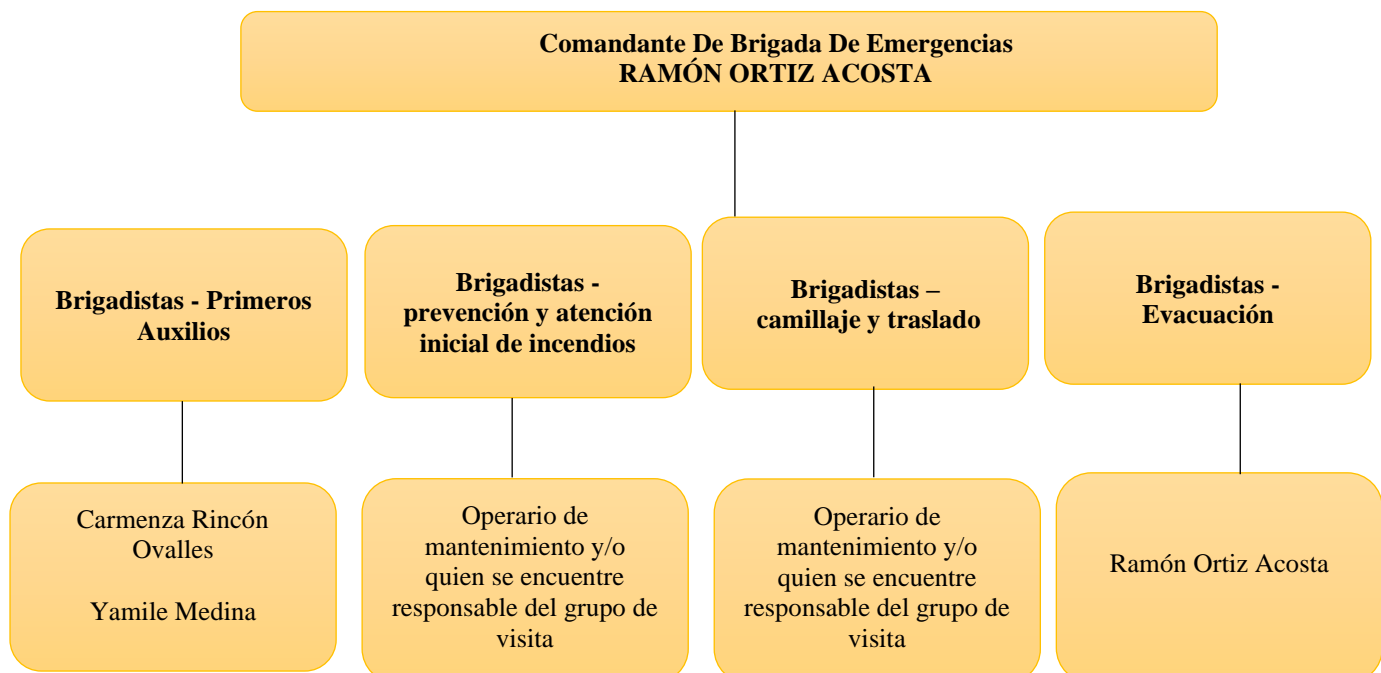 Comandante De Brigada De Emergencias
RAMÓN ORTIZ ACOSTA
Brigadistas - Primeros
Auxilios
Brigadistas -
prevención y atención
inicial de incendios
Brigadistas –
camillaje y traslado
Brigadistas -
Evacuación
Carmenza Rincón
Ovalles
Yamile Medina
Operario de
mantenimiento y/o
quien se encuentre
responsable del grupo de
visita
Operario de
mantenimiento y/o
quien se encuentre
responsable del grupo de
visita
Ramón Ortiz Acosta